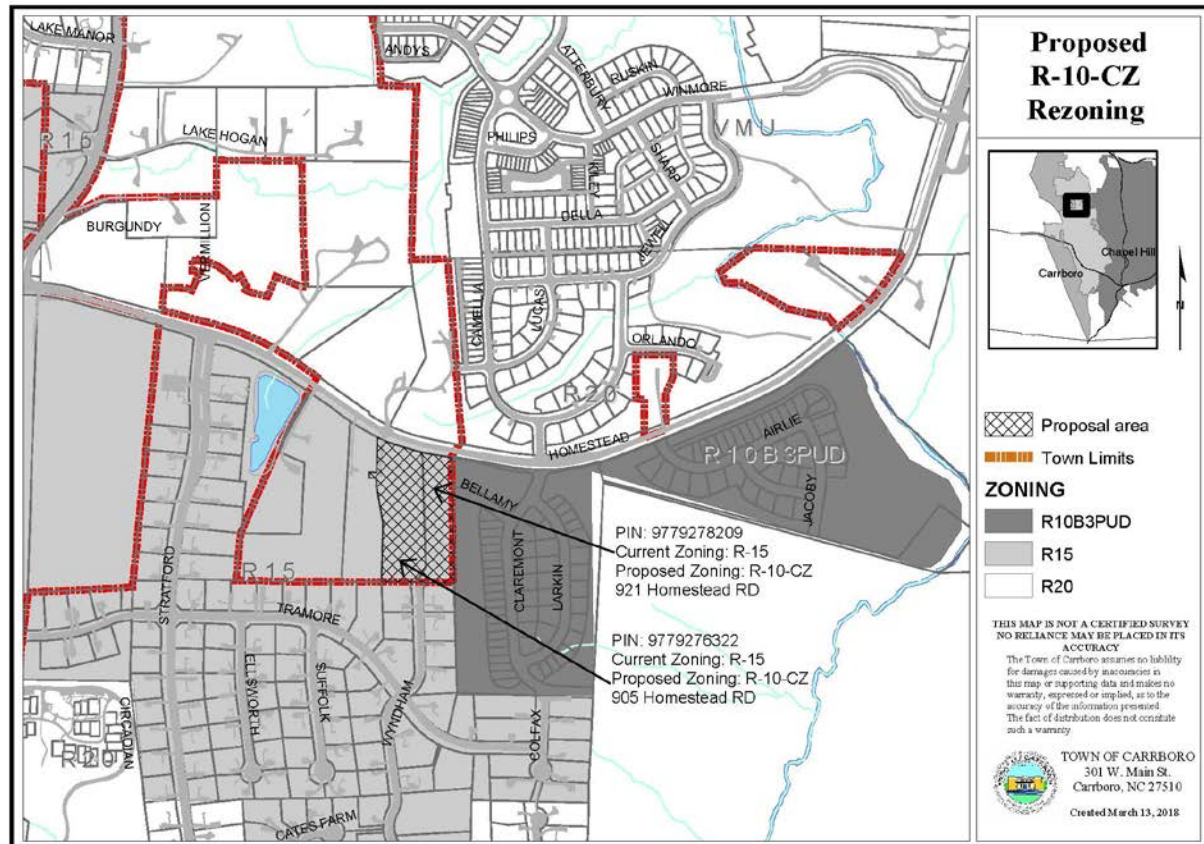 LAKE MANOR
ANDYS
ATTERBURY
RUSKIN
WINMORE
VMU
R15
LAKE HOGAN
PHILIPS
KILEY
SHARP
DELLA
JEWELL
BURGUNDY
VERMILLION
CAMELLIA
LUCAS
ORLANDO
R20
HOMESTEAD
AIRLIE
R10B3PUD
JACOBY
BELLAMY
CLAREMONT
LARKIN
PIN: 9779278209
Current Zoning: R-15
Proposed Zoning: R-10-CZ
921 Homestead RD
STRATFORD
R15
TRAMORE
PIN: 9779276322
Current Zoning: R-15
Proposed Zoning: R-10-CZ
905 Homestead RD
ELLSWORTH
SUFFOLK
WYNDHAM
COLFAX
CIRCADIAN
R20
CATES FARM
Proposed
R-10-CZ
Rezoning
Chapel Hill
Carrboro
N
Proposal area
Town Limits
ZONING
R10B3PUD
R15
R20
THIS MAP IS NOT A CERTIFIED SURVEY
NO RELIANCE MAY BE PLACED IN ITS
ACCURACY
The Town of Carrboro assumes no liability
for damages caused by inaccuracies in
this map or supporting data and makes no
warranty, expressed or implied, as to the
accuracy of the information presented.
The fact of distribution does not constitute
such a warranty.
TOWN OF CARRBORO
301 W. Main St.
Carrboro, NC 27510
Created March 13, 2018